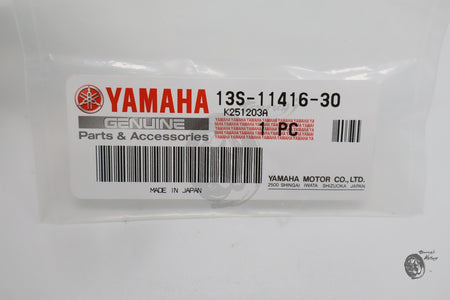 YAMAHA 13S-11416-30
K251203A
GENUINE
1 PC
Parts & Accessories
MADE IN JAPAN
YAMAHA MOTOR CO., LTD.
2500 SHINGAI IWATA SHIZUOKA JAPAN